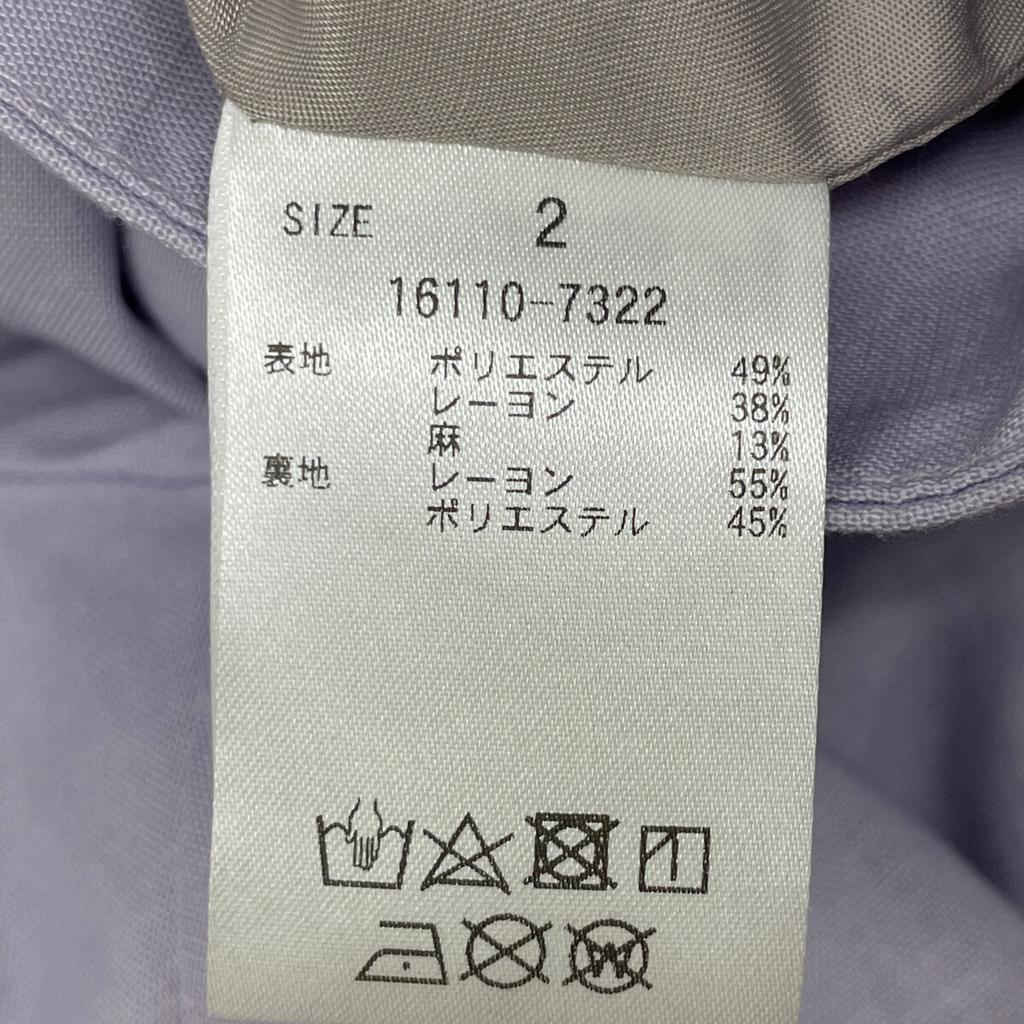 SIZE 2
16110-7322
表地 ポリエステル 49%
レーヨン 38%
麻 13%
裏地 レーヨン 55%
ポリエステル 45%
W